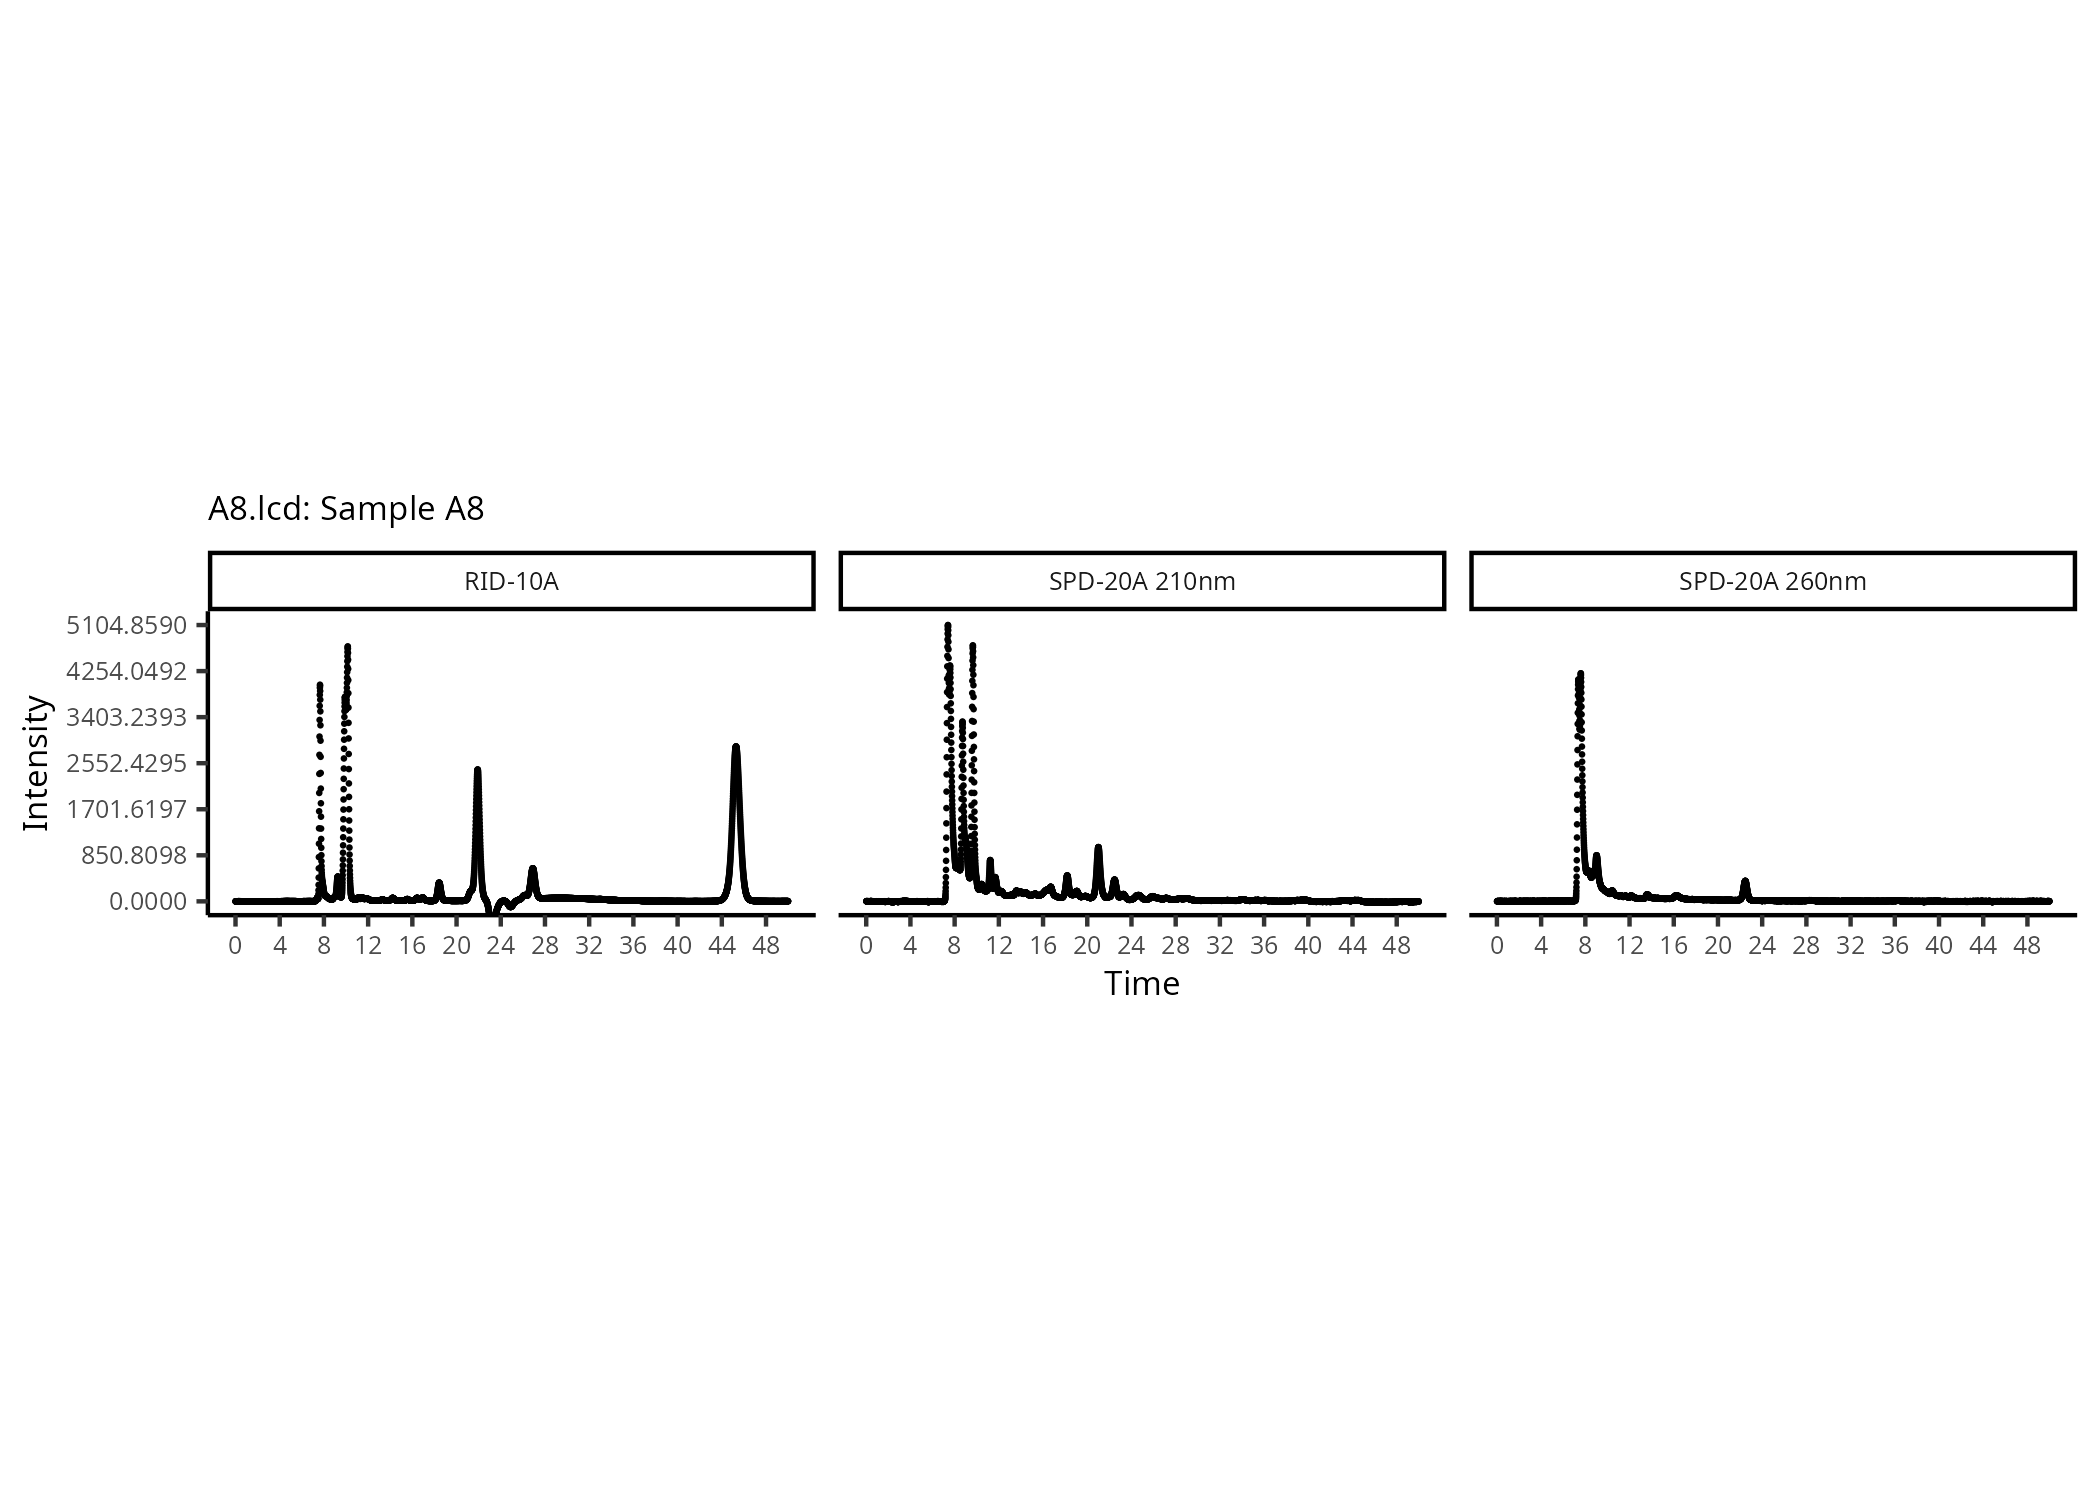 A8.lcd: Sample A8
RID-10A
SPD-20A 210nm
SPD-20A 260nm
Intensity
5104.8590
4254.0492
3403.2393
2552.4295
1701.6197
850.8098
0.0000
0 4 8 12 16 20 24 28 32 36 40 44 48
0 4 8 12 16 20 24 28 32 36 40 44 48
0 4 8 12 16 20 24 28 32 36 40 44 48
Time